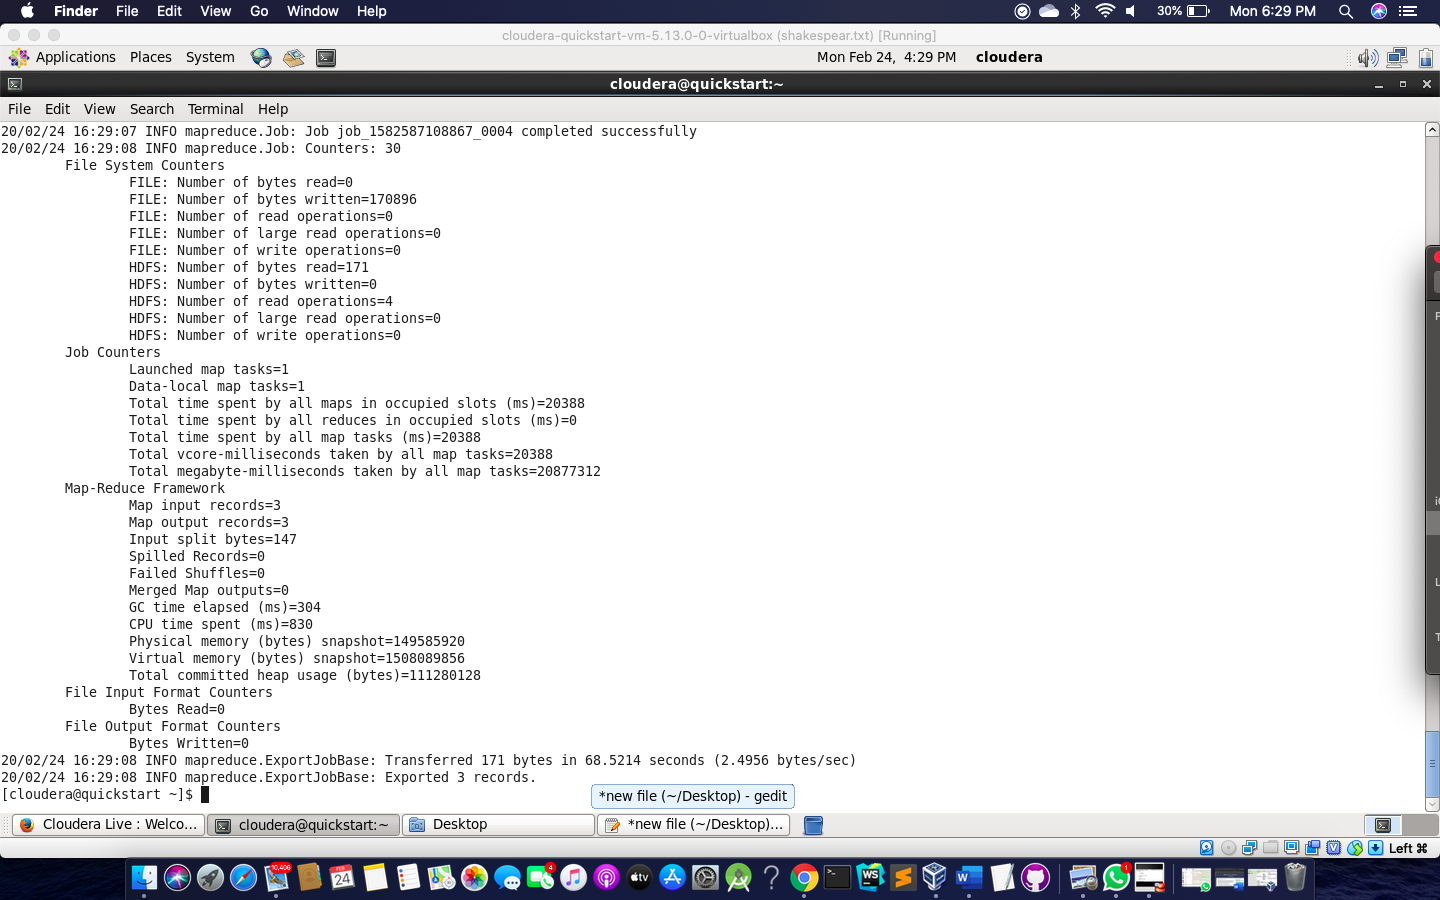 Finder File Edit View Go Window Help 30% Mon 6:29 PM
cloudera-quickstart-vm-5.13.0-0-virtualbox (shakespear.txt) [Running]
Applications Places System Mon Feb 24, 4:29 PM cloudera
cloudera@quickstart:~
File Edit View Search Terminal Help
20/02/24 16:29:07 INFO mapreduce.Job: Job job_1582587108867_0004 completed successfully
20/02/24 16:29:08 INFO mapreduce.Job: Counters: 30
File System Counters
FILE: Number of bytes read=0
FILE: Number of bytes written=170896
FILE: Number of read operations=0
FILE: Number of large read operations=0
FILE: Number of write operations=0
HDFS: Number of bytes read=171
HDFS: Number of bytes written=0
HDFS: Number of read operations=4
HDFS: Number of large read operations=0
HDFS: Number of write operations=0
Job Counters
Launched map tasks=1
Data-local map tasks=1
Total time spent by all maps in occupied slots (ms)=20388
Total time spent by all reduces in occupied slots (ms)=0
Total time spent by all map tasks (ms)=20388
Total vcore-milliseconds taken by all map tasks=20388
Total megabyte-milliseconds taken by all map tasks=20877312
Map-Reduce Framework
Map input records=3
Map output records=3
Input split bytes=147
Spilled Records=0
Failed Shuffles=0
Merged Map outputs=0
GC time elapsed (ms)=304
CPU time spent (ms)=830
Physical memory (bytes) snapshot=149585920
Virtual memory (bytes) snapshot=1508089856
Total committed heap usage (bytes)=111280128
File Input Format Counters
Bytes Read=0
File Output Format Counters
Bytes Written=0
20/02/24 16:29:08 INFO mapreduce.ExportJobBase: Transferred 171 bytes in 68.5214 seconds (2.4956 bytes/sec)
20/02/24 16:29:08 INFO mapreduce.ExportJobBase: Exported 3 records.
[cloudera@quickstart ~]$
*new file (~/Desktop) - gedit
Cloudera Live : Welco... cloudera@quickstart:~ Desktop *new file (~/Desktop)...
Left ⌘
10,406 FEB 24 4 tv WS W 1